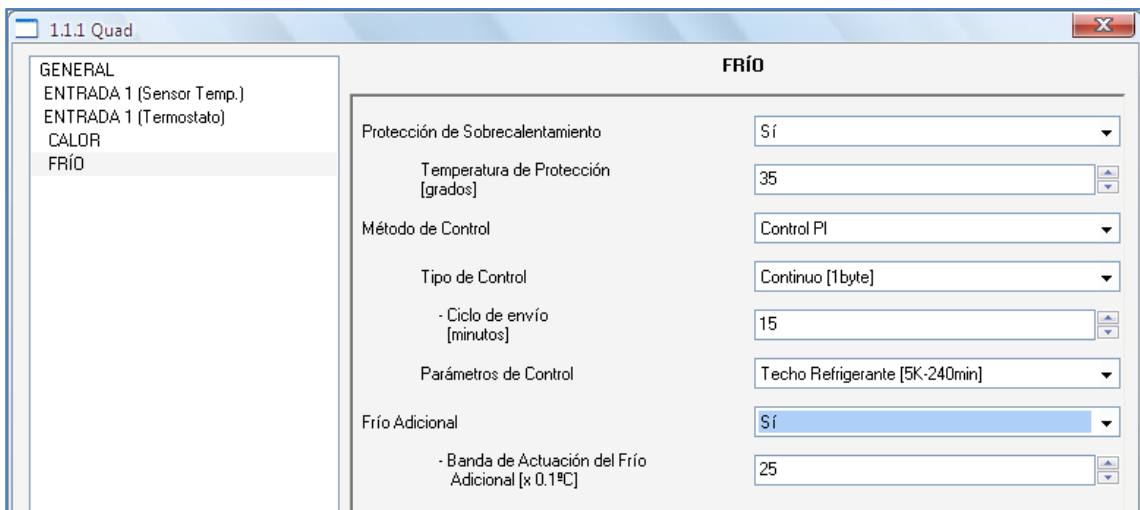 1.1.1 Quad
GENERAL
ENTRADA 1 (Sensor Temp.)
ENTRADA 1 (Termostato)
CALOR
FRÍO
FRÍO
Protección de Sobrecalentamiento
Sí
Temperatura de Protección
[grados]
35
Método de Control
Control PI
Tipo de Control
Continuo [1byte]
- Ciclo de envío
[minutos]
15
Parámetros de Control
Techo Refrigerante [5K-240min]
Frío Adicional
Sí
- Banda de Actuación del Frío
Adicional [x 0.1ºC]
25